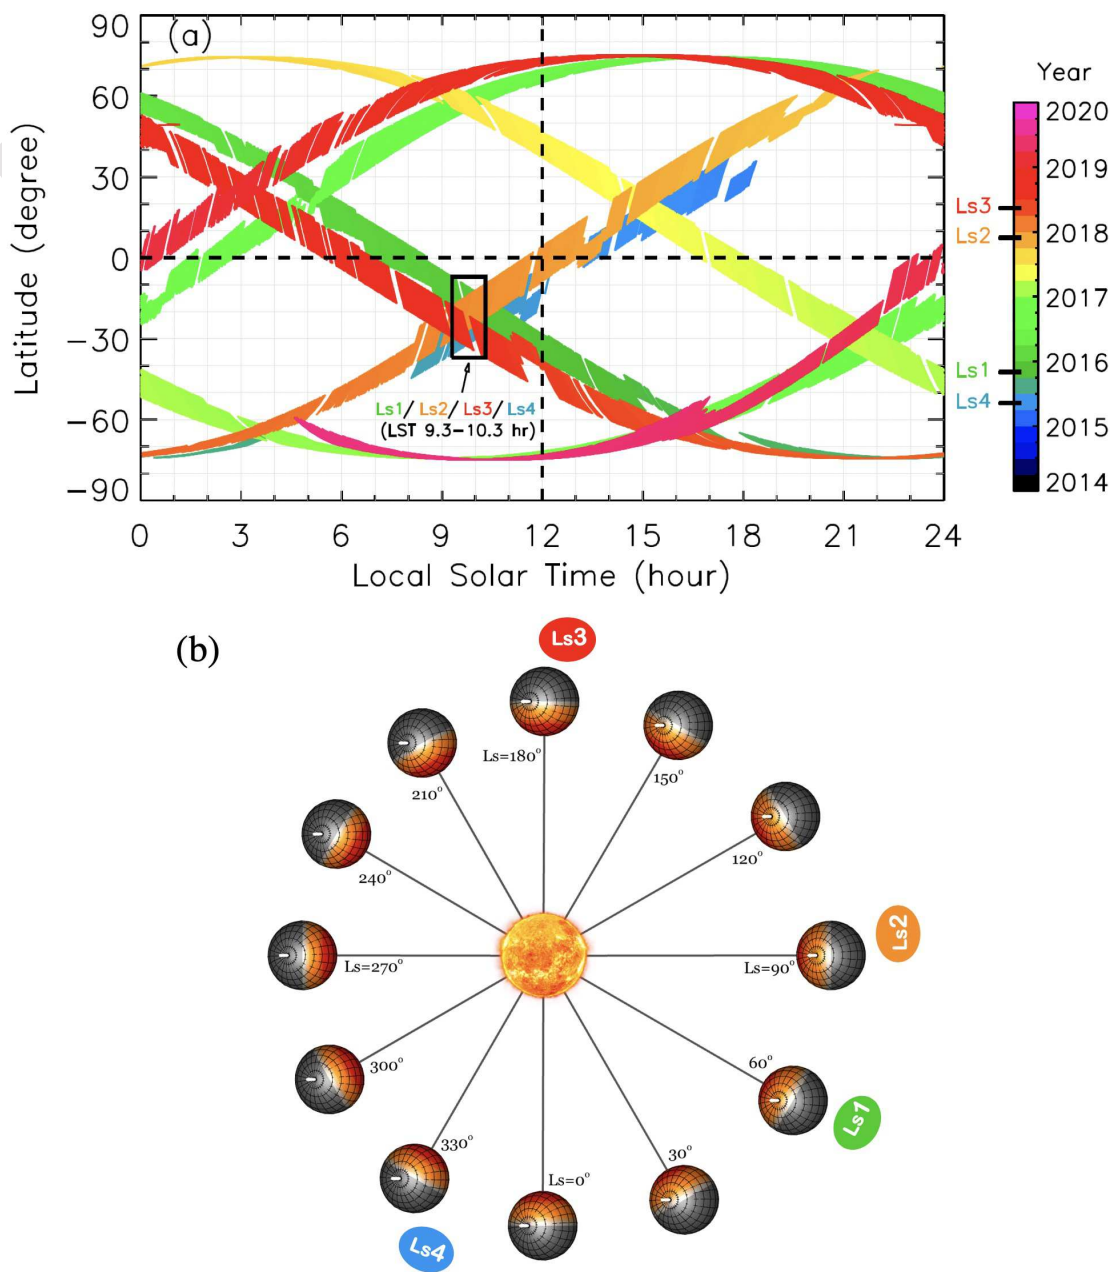 (a)
90
60
30
0
−30
−60
−90
Latitude (degree)
Ls1/ Ls2/ Ls3/ Ls4
(LST 9.3−10.3 hr)
0 3 6 9 12 15 18 21 24
Local Solar Time (hour)
Year
2020
2019
Ls3
Ls2
2018
2017
2016
Ls1
Ls4
2015
2014
(b)
Ls3
Ls=180°
150°
210°
120°
240°
Ls2
Ls=270°
Ls=90°
300°
60°
Ls1
330°
30°
Ls=0°
Ls4